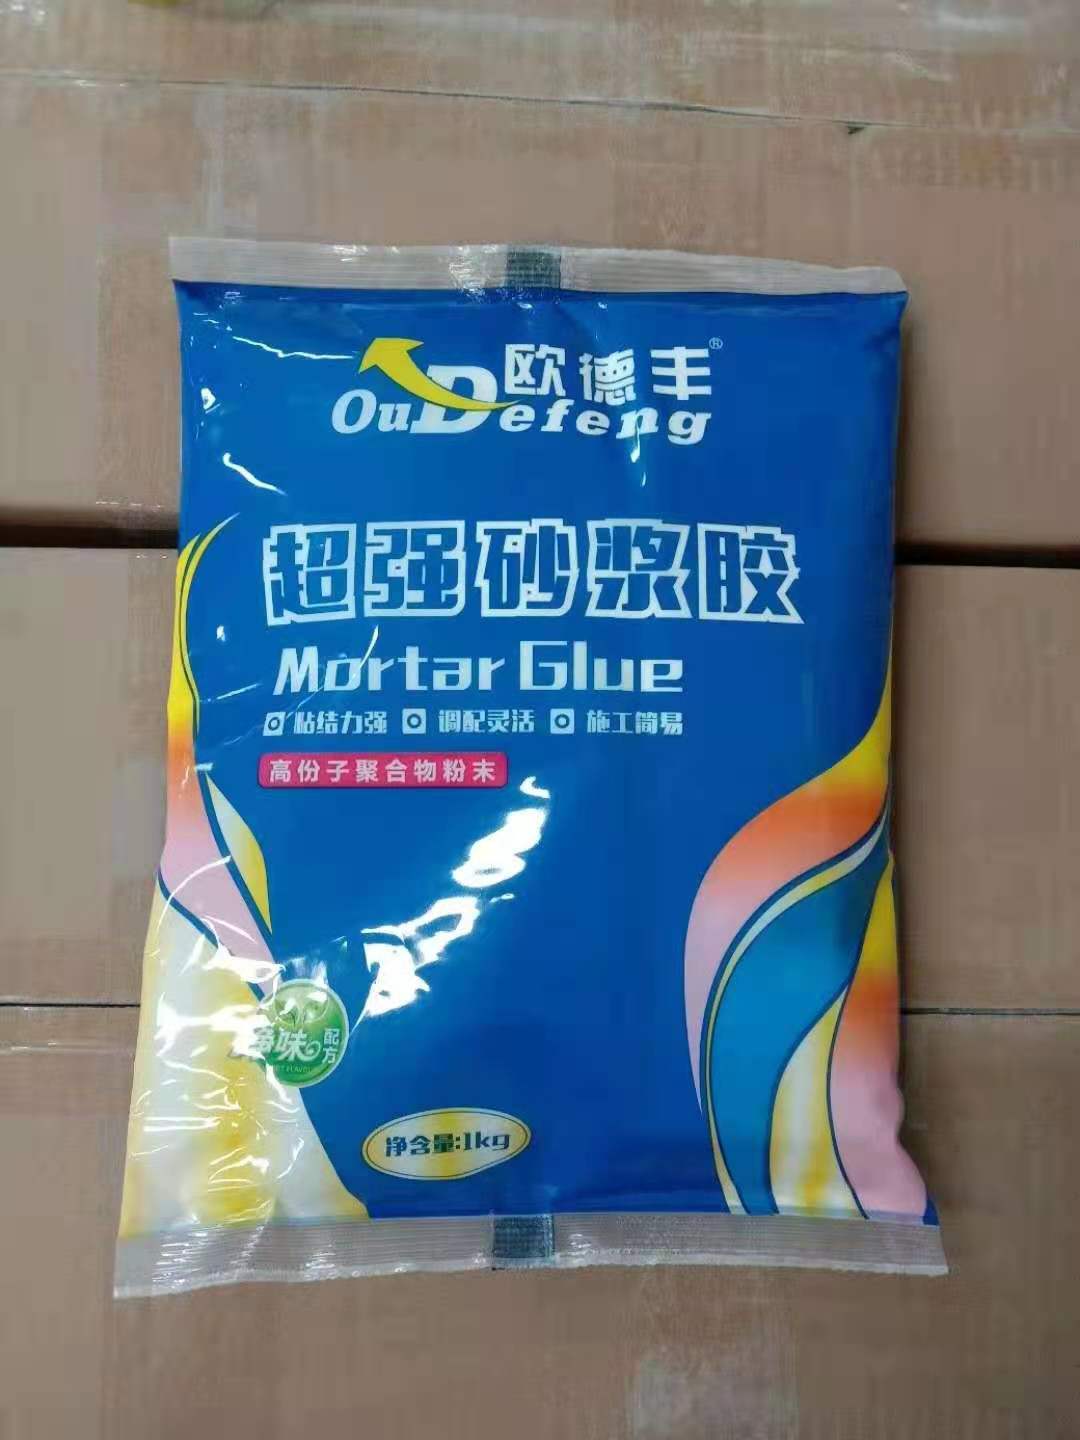 欧德丰®
OuDefeng
超强砂浆胶
Mortar Glue
粘结力强 调配灵活 施工简易
高份子聚合物粉末
净味配方
净含量:1kg